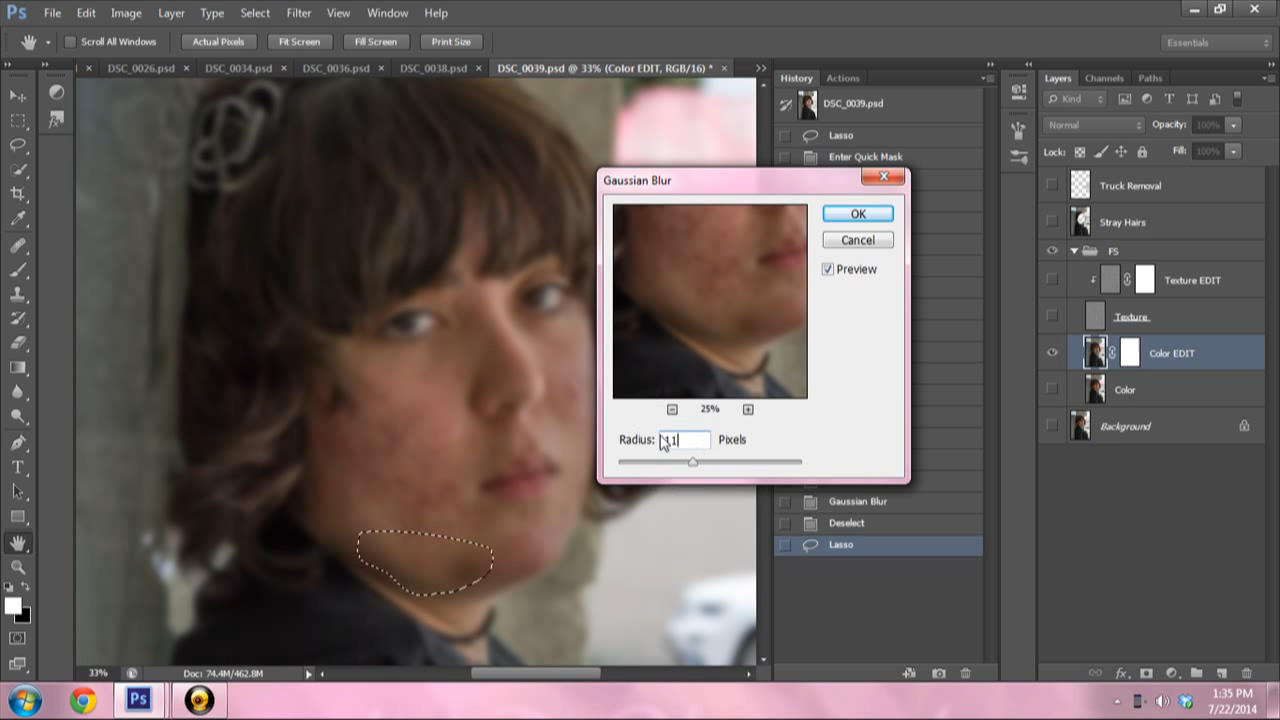 Ps File Edit Image Layer Type Select Filter View Window Help
Scroll All Windows Actual Pixels Fit Screen Fill Screen Print Size Essentials
DSC_0026.psd × DSC_0034.psd × DSC_0036.psd × DSC_0038.psd × DSC_0039.psd @ 33% (Color EDIT, RGB/16) * ×
History Actions
DSC_0039.psd
Lasso
Enter Quick Mask
Gaussian Blur
Deselect
Lasso
Gaussian Blur
OK
Cancel
Preview
25%
Radius: 11 Pixels
Layers Channels Paths
Kind
Normal Opacity: 100%
Lock: Fill: 100%
Truck Removal
Stray Hairs
FS
Texture EDIT
Texture
Color EDIT
Color
Background
33% Doc: 74.4M/462.8M
Ps
1:35 PM
7/22/2014